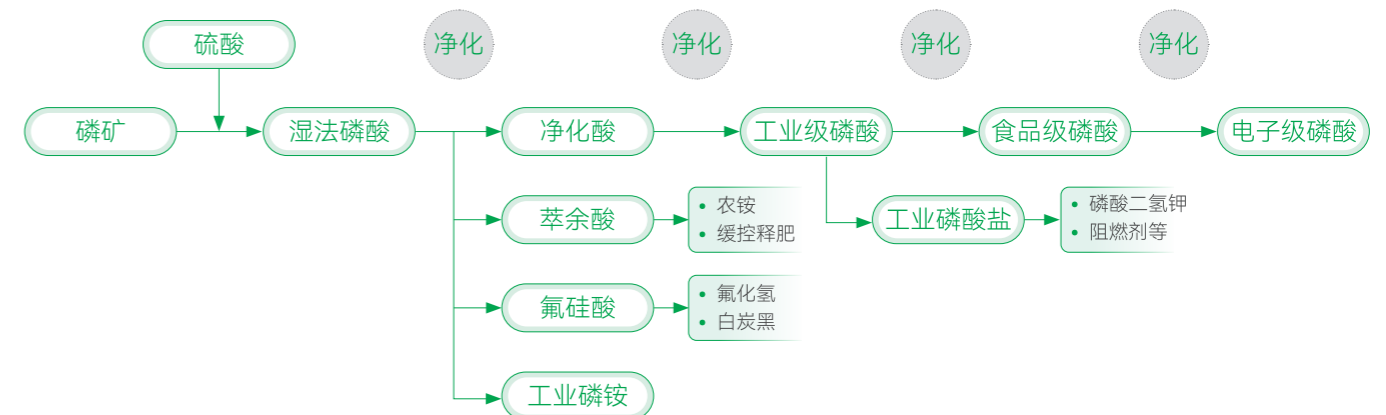 硫酸
净化
净化
净化
净化
磷矿
湿法磷酸
净化酸
工业级磷酸
食品级磷酸
电子级磷酸
萃余酸
农铵
缓控释肥
工业磷酸盐
磷酸二氢钾
阻燃剂等
氟硅酸
氟化氢
白炭黑
工业磷铵